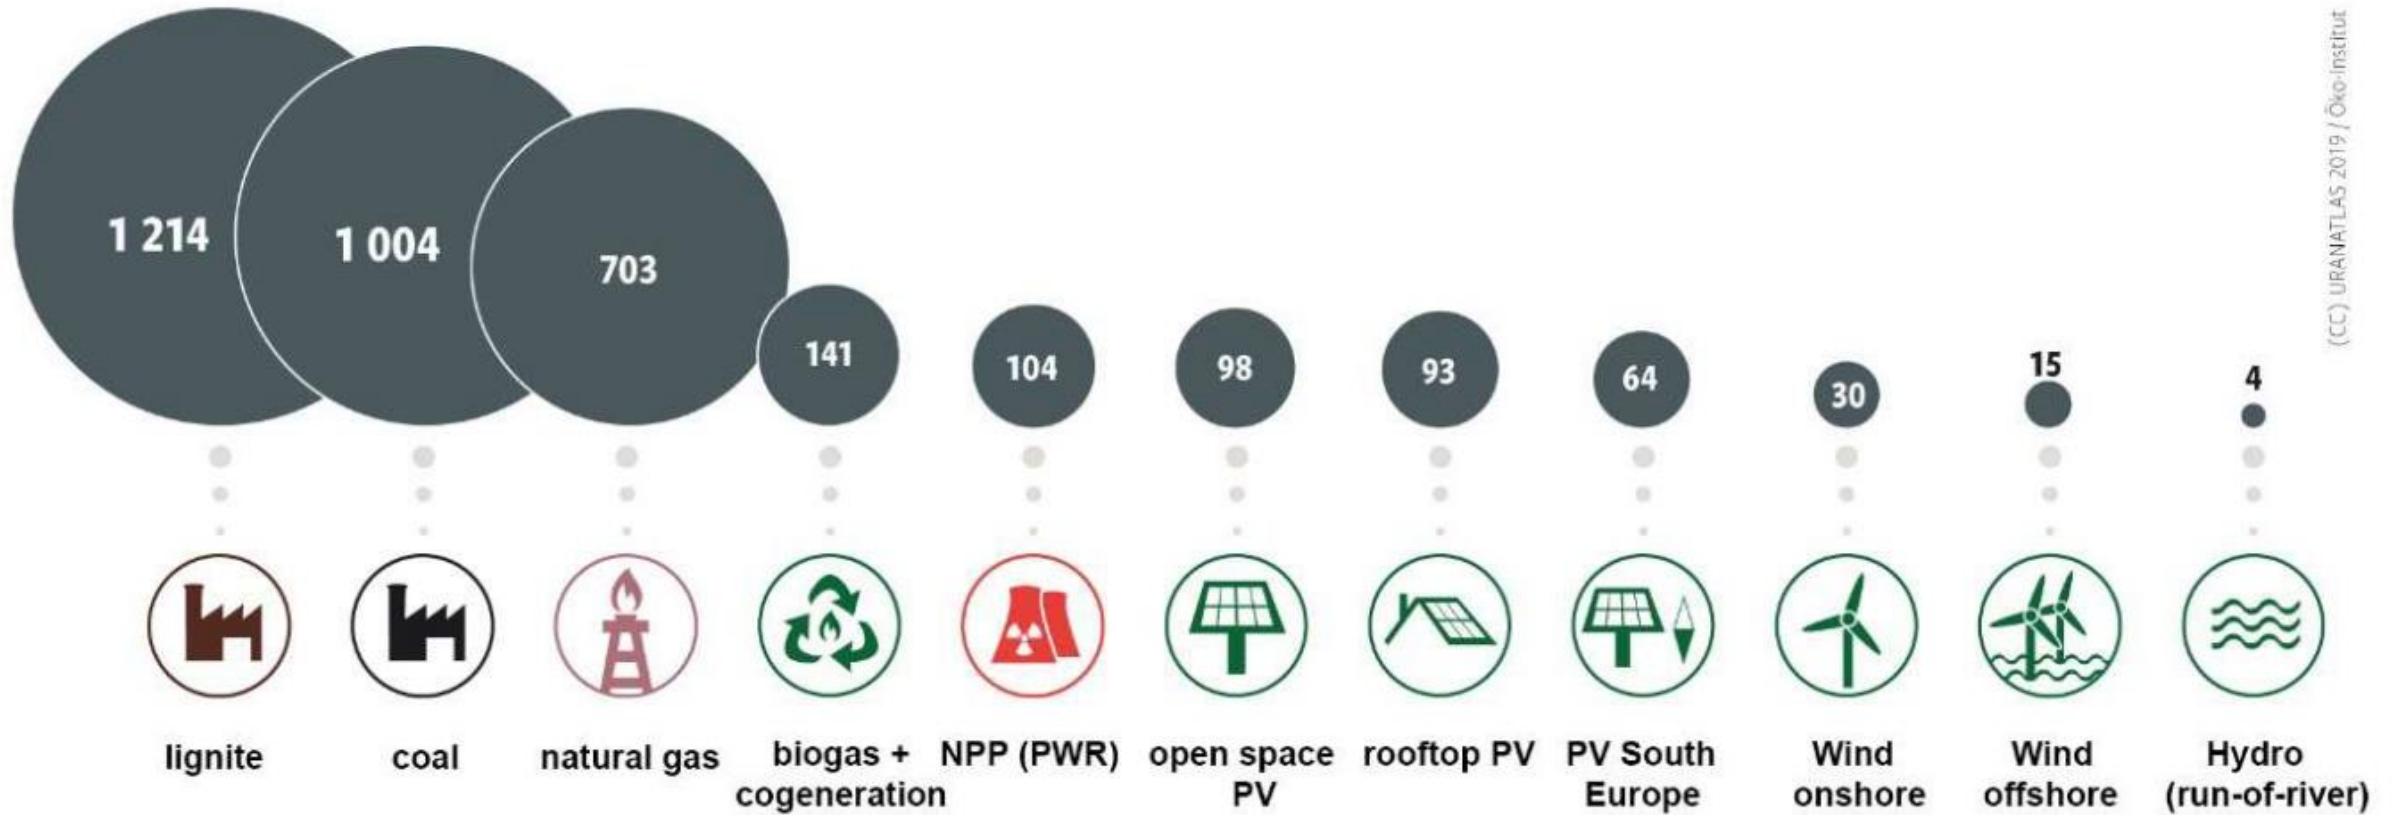 1 214
1 004
703
141
104
98
93
64
30
15
4
lignite
coal
natural gas
biogas +
cogeneration
NPP (PWR)
open space
PV
rooftop PV
PV South
Europe
Wind
onshore
Wind
offshore
Hydro
(run-of-river)
(CC) URANATLAS 2019 / Öko-Institut